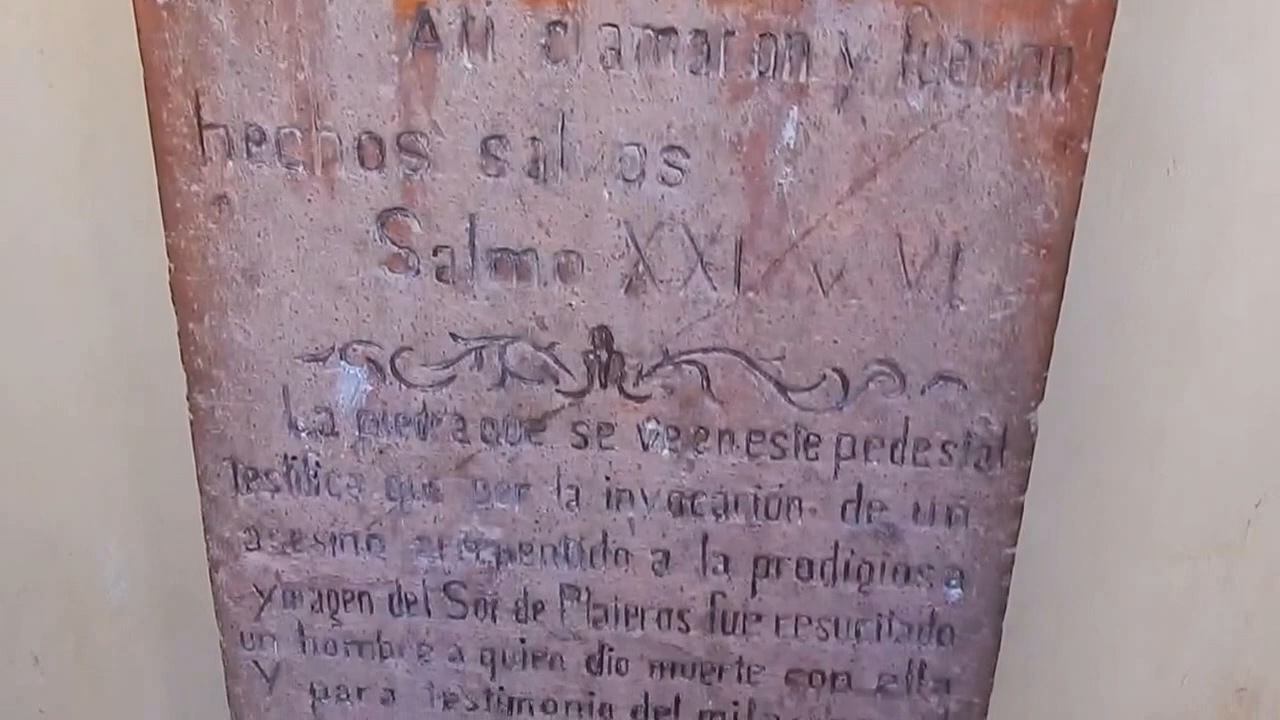 A ti clamaron y fueron
hechos salvos
Salmo XXI v VI
La piedra que se ve en este pedestal
testifica que por la invocación de un
asesino arrepentido a la prodigiosa
ymagen del Sor de Plateros fue resucitado
un hombre a quien dio muerte con ella
Y para testimonio del